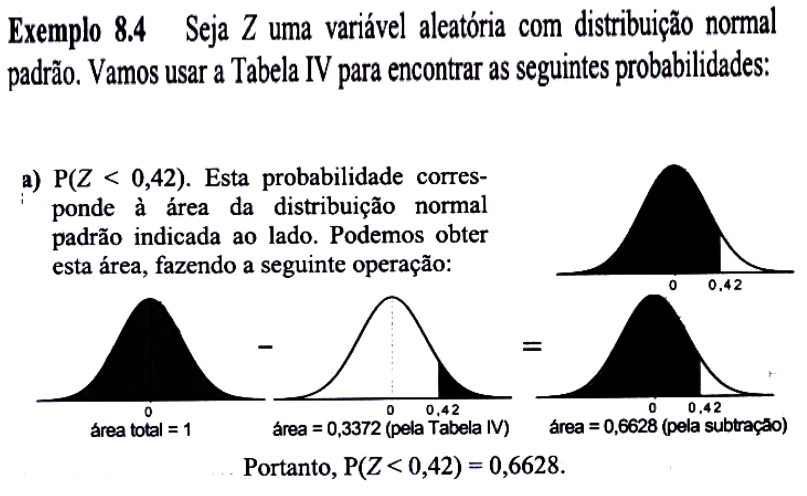 Exemplo 8.4 Seja Z uma variável aleatória com distribuição normal
padrão. Vamos usar a Tabela IV para encontrar as seguintes probabilidades:
a) P(Z < 0,42). Esta probabilidade corres-
ponde à área da distribuição normal
padrão indicada ao lado. Podemos obter
esta área, fazendo a seguinte operação:
0 0,42
– =
0 0 0,42 0 0,42
área total = 1 área = 0,3372 (pela Tabela IV) área = 0,6628 (pela subtração)
Portanto, P(Z < 0,42) = 0,6628.